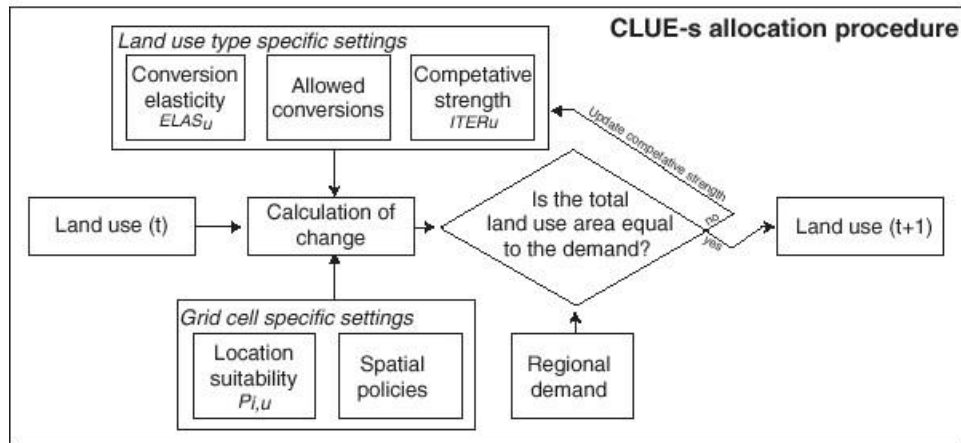 CLUE-s allocation procedure
Land use type specific settings
Conversion
elasticity
ELASu
Allowed
conversions
Competative
strength
ITERu
Update competative strength
Is the total
land use area equal
to the demand?
no
yes
Land use (t)
Calculation of
change
Land use (t+1)
Grid cell specific settings
Location
suitability
Pi,u
Spatial
policies
Regional
demand